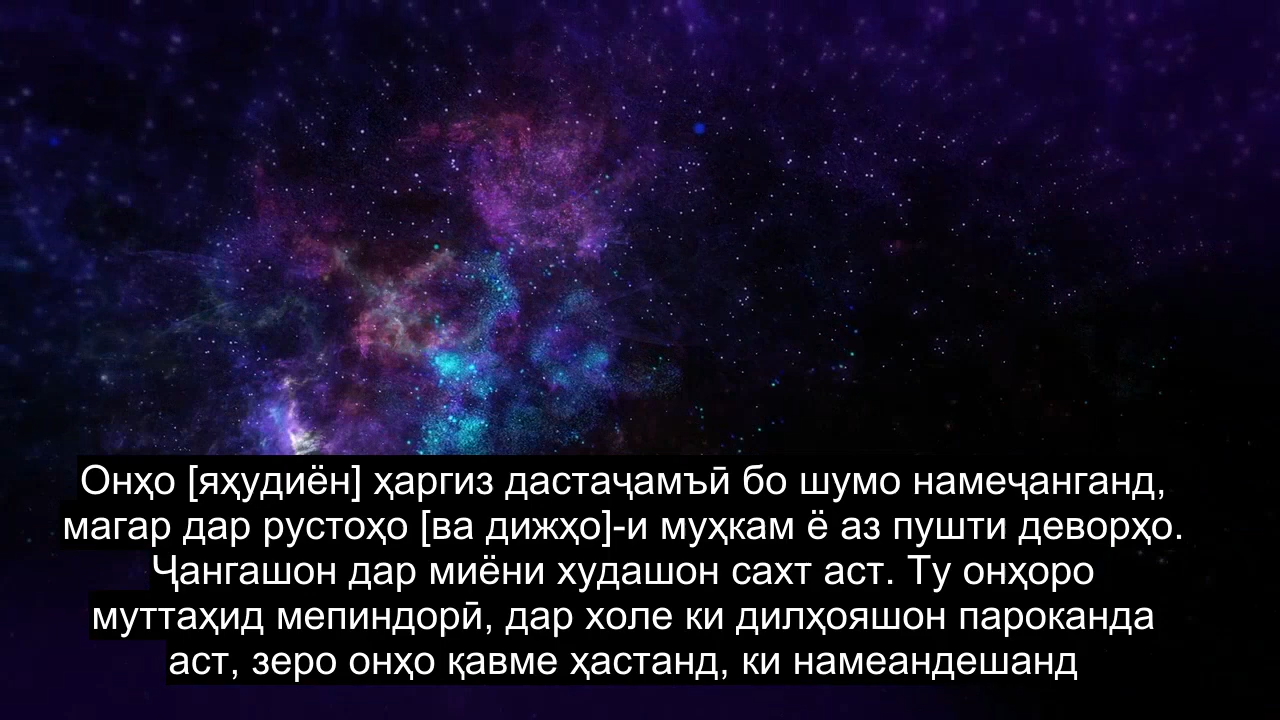 Онҳо [яҳудиён] ҳаргиз дастаҷамъӣ бо шумо намеҷанганд,
магар дар рустоҳо [ва дижҳо]-и муҳкам ё аз пушти деворҳо.
Ҷангашон дар миёни худашон сахт аст. Ту онҳоро
муттаҳид мепиндорӣ, дар холе ки дилҳояшон пароканда
аст, зеро онҳо қавме ҳастанд, ки намеандешанд